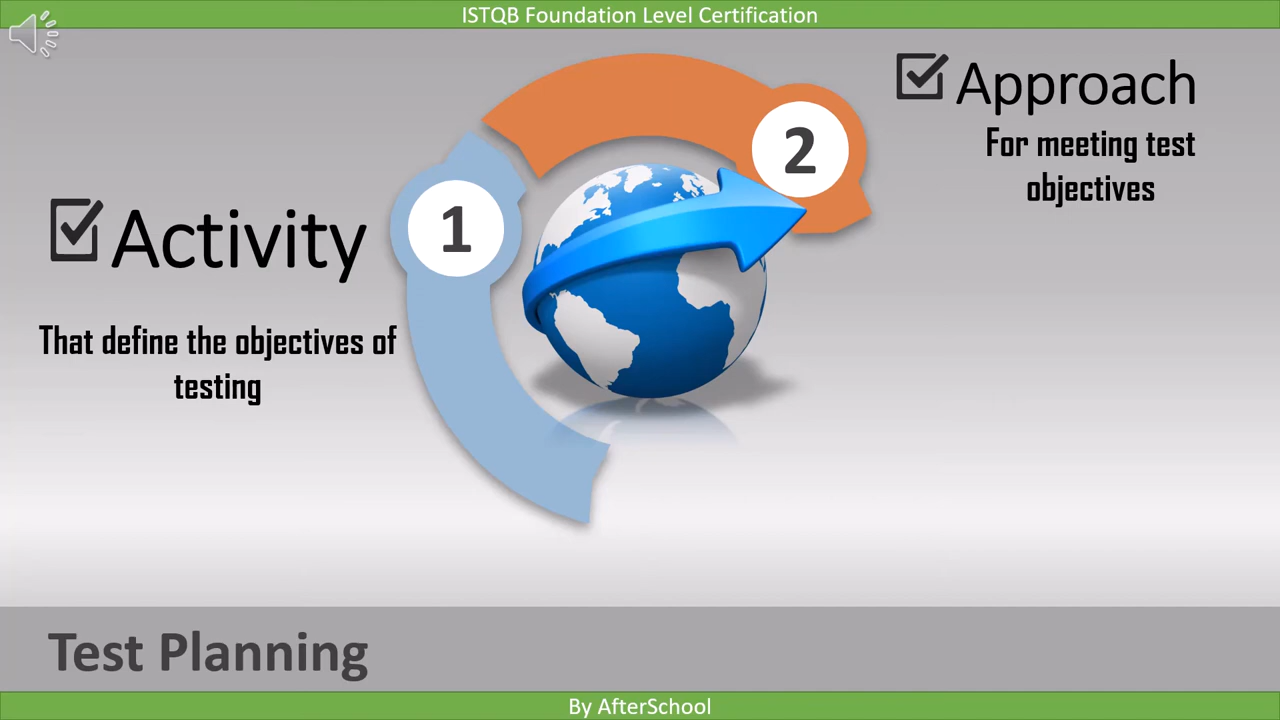 ISTQB Foundation Level Certification
Approach
For meeting test
objectives
2
1
Activity
That define the objectives of
testing
Test Planning
By AfterSchool